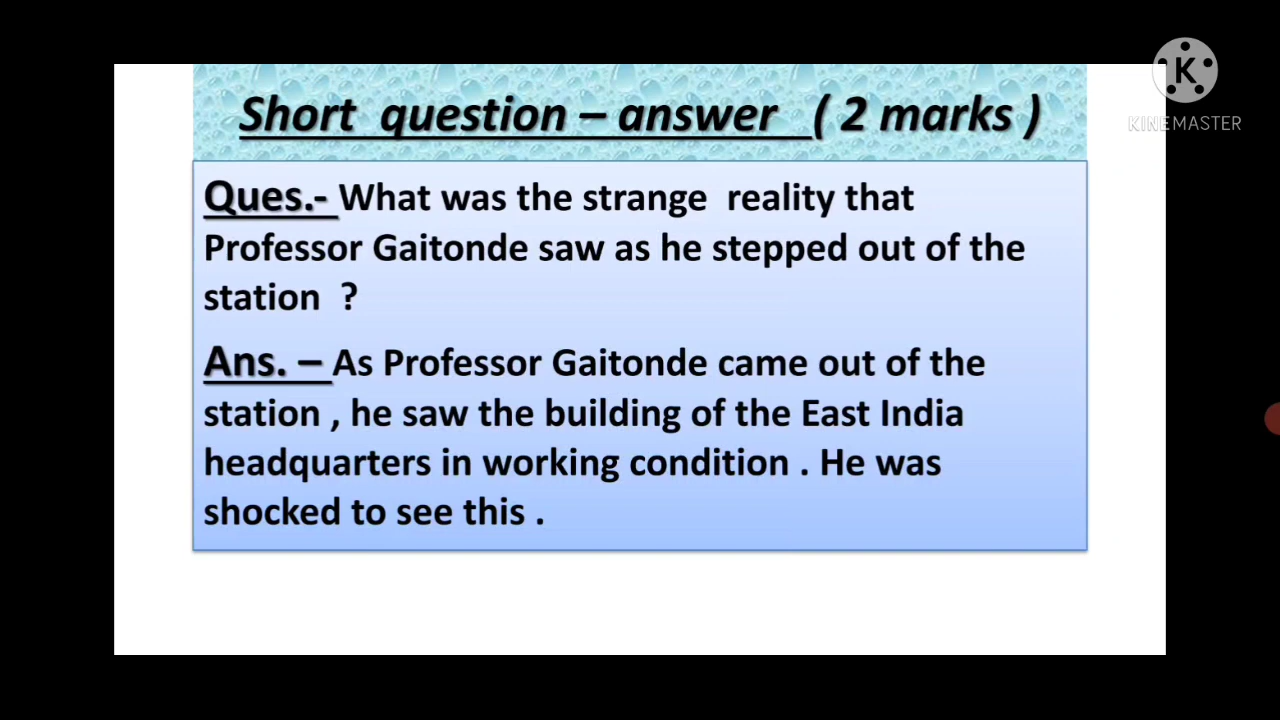 Short question – answer ( 2 marks )
K
KINEMASTER
Ques.- What was the strange reality that
Professor Gaitonde saw as he stepped out of the
station ?
Ans. – As Professor Gaitonde came out of the
station , he saw the building of the East India
headquarters in working condition . He was
shocked to see this .